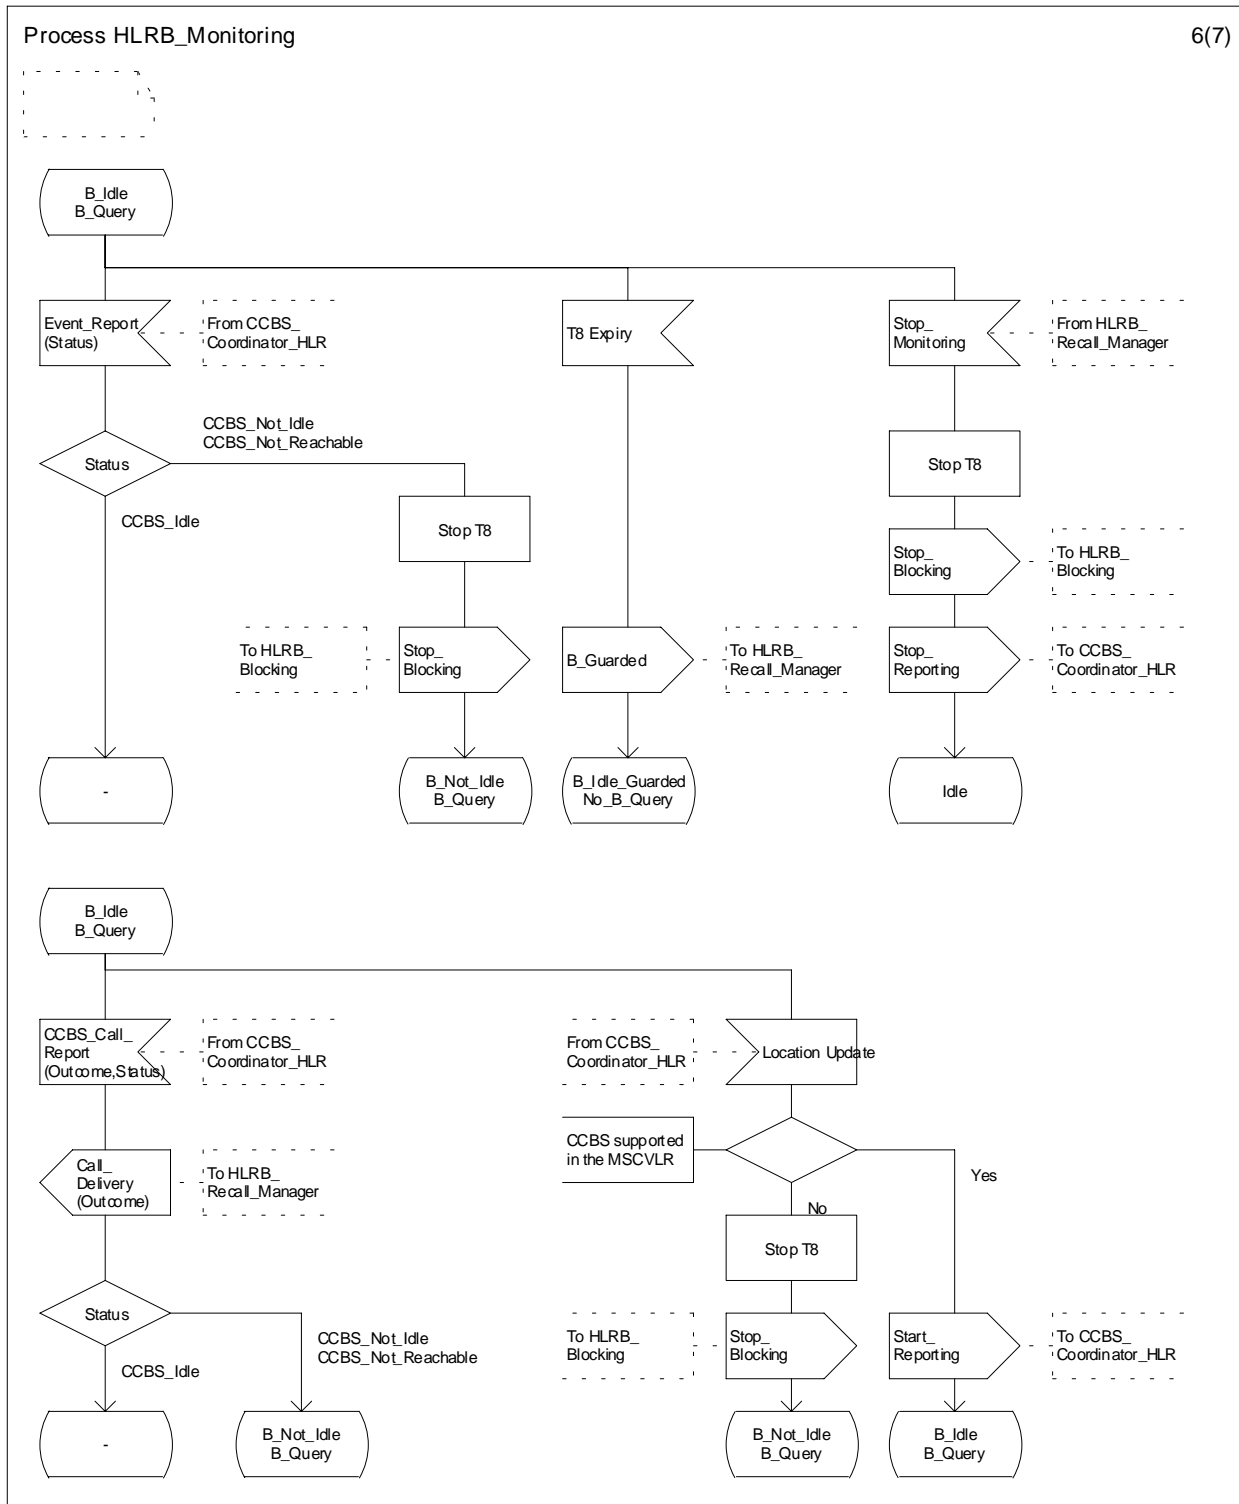 Process HLRB_Monitoring
6(7)
B_Idle
B_Query
Event_Report
(Status)
From CCBS_
Coordinator_HLR
T8 Expiry
Stop_
Monitoring
From HLRB_
Recall_Manager
CCBS_Not_Idle
CCBS_Not_Reachable
Status
Stop T8
CCBS_Idle
Stop T8
Stop_
Blocking
To HLRB_
Blocking
To HLRB_
Blocking
Stop_
Blocking
B_Guarded
To HLRB_
Recall_Manager
Stop_
Reporting
To CCBS_
Coordinator_HLR
-
B_Not_Idle
B_Query
B_Idle_Guarded
No_B_Query
Idle
B_Idle
B_Query
CCBS_Call_
Report
(Outcome,Status)
From CCBS_
Coordinator_HLR
From CCBS_
Coordinator_HLR
Location Update
CCBS supported
in the MSCVLR
Call_
Delivery
(Outcome)
To HLRB_
Recall_Manager
Yes
No
Stop T8
Status
CCBS_Not_Idle
CCBS_Not_Reachable
CCBS_Idle
To HLRB_
Blocking
Stop_
Blocking
Start_
Reporting
To CCBS_
Coordinator_HLR
-
B_Not_Idle
B_Query
B_Not_Idle
B_Query
B_Idle
B_Query